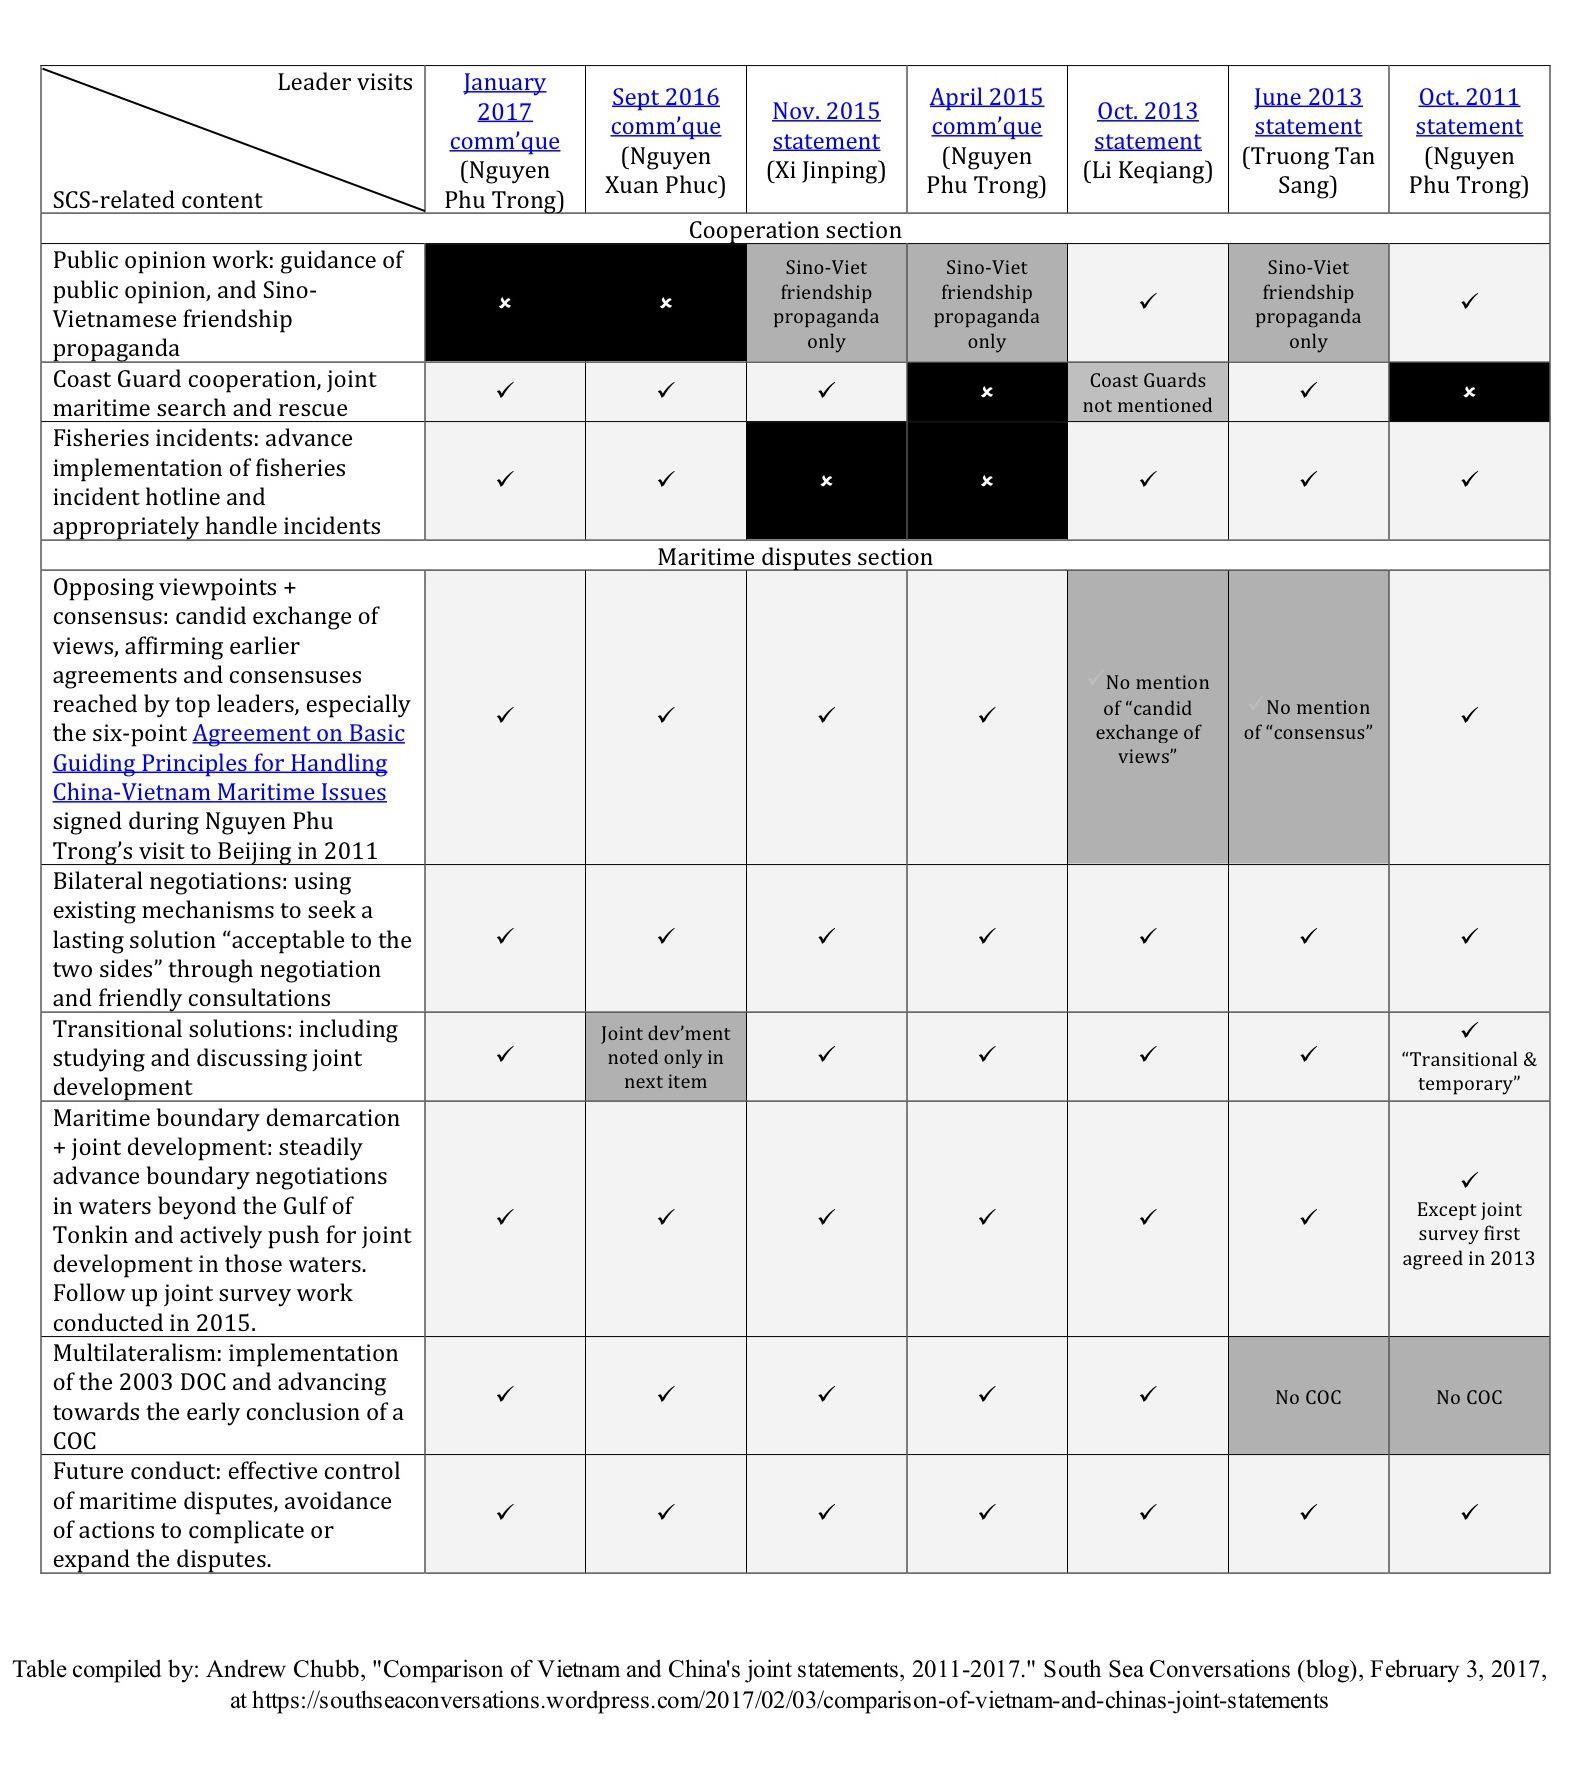 Leader visits
SCS-related content
January
2017
comm’que
(Nguyen
Phu Trong)
Sept 2016
comm’que
(Nguyen
Xuan Phuc)
Nov. 2015
statement
(Xi Jinping)
April 2015
comm’que
(Nguyen
Phu Trong)
Oct. 2013
statement
(Li Keqiang)
June 2013
statement
(Truong Tan
Sang)
Oct. 2011
statement
(Nguyen
Phu Trong)
Cooperation section
Public opinion work: guidance of
public opinion, and Sino-
Vietnamese friendship
propaganda
✗
✗
Sino-Viet
friendship
propaganda
only
Sino-Viet
friendship
propaganda
only
✓
Sino-Viet
friendship
propaganda
only
✓
Coast Guard cooperation, joint
maritime search and rescue
✓
✓
✓
✗
Coast Guards
not mentioned
✓
✗
Fisheries incidents: advance
implementation of fisheries
incident hotline and
appropriately handle incidents
✓
✓
✗
✗
✓
✓
✓
Maritime disputes section
Opposing viewpoints +
consensus: candid exchange of
views, affirming earlier
agreements and consensuses
reached by top leaders, especially
the six-point Agreement on Basic
Guiding Principles for Handling
China-Vietnam Maritime Issues
signed during Nguyen Phu
Trong’s visit to Beijing in 2011
✓
✓
✓
✓
✓No mention
of “candid
exchange of
views”
✓No mention
of “consensus”
✓
Bilateral negotiations: using
existing mechanisms to seek a
lasting solution “acceptable to the
two sides” through negotiation
and friendly consultations
✓
✓
✓
✓
✓
✓
✓
Transitional solutions: including
studying and discussing joint
development
✓
Joint dev’ment
noted only in
next item
✓
✓
✓
✓
✓
“Transitional &
temporary”
Maritime boundary demarcation
+ joint development: steadily
advance boundary negotiations
in waters beyond the Gulf of
Tonkin and actively push for joint
development in those waters.
Follow up joint survey work
conducted in 2015.
✓
✓
✓
✓
✓
✓
✓
Except joint
survey first
agreed in 2013
Multilateralism: implementation
of the 2003 DOC and advancing
towards the early conclusion of a
COC
✓
✓
✓
✓
✓
No COC
No COC
Future conduct: effective control
of maritime disputes, avoidance
of actions to complicate or
expand the disputes.
✓
✓
✓
✓
✓
✓
✓
Table compiled by: Andrew Chubb, "Comparison of Vietnam and China's joint statements, 2011-2017." South Sea Conversations (blog), February 3, 2017,
at https://southseaconversations.wordpress.com/2017/02/03/comparison-of-vietnam-and-chinas-joint-statements